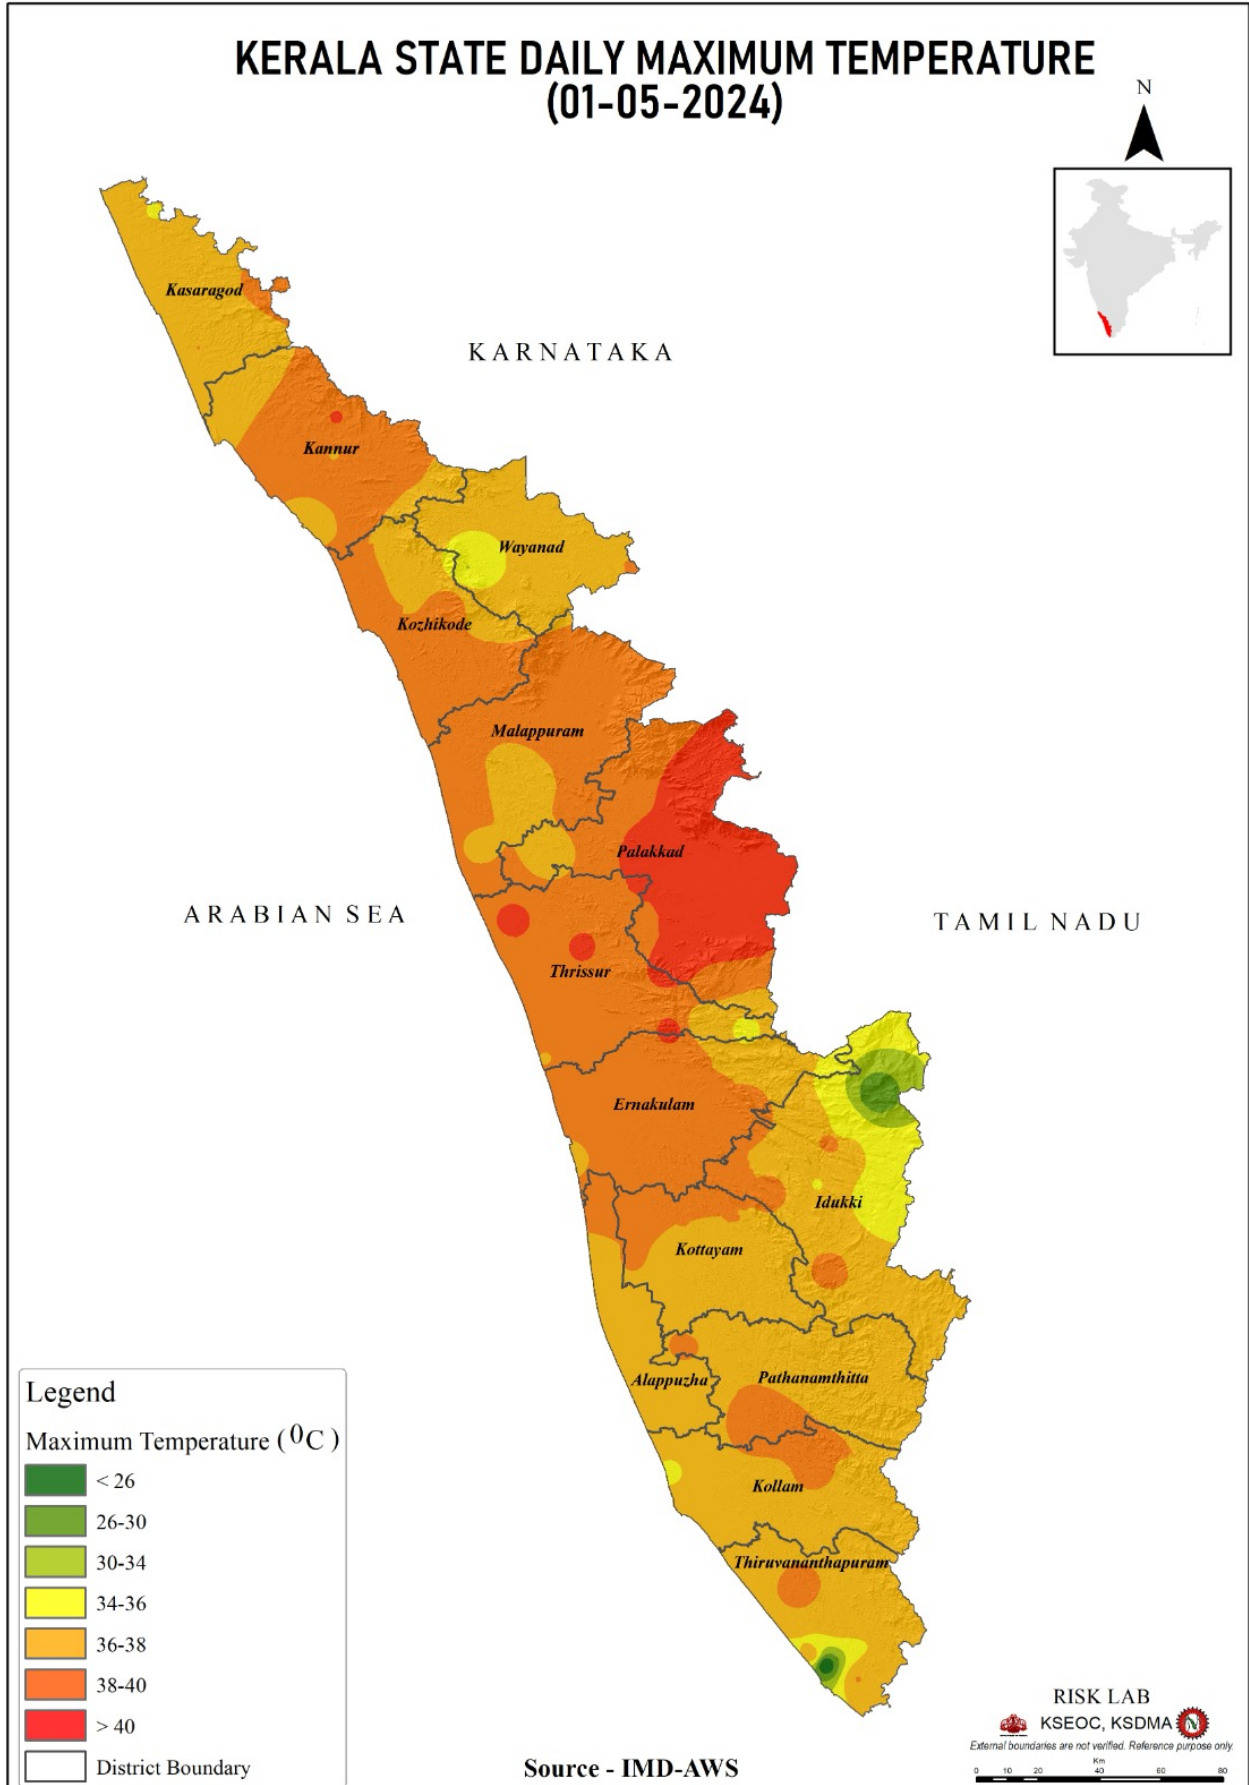 KERALA STATE DAILY MAXIMUM TEMPERATURE
(01-05-2024)
N
Kasaragod
KARNATAKA
Kannur
Wayanad
Kozhikode
Malappuram
Palakkad
ARABIAN SEA
TAMIL NADU
Thrissur
Ernakulam
Idukki
Kottayam
Alappuzha
Pathanamthitta
Kollam
Thiruvananthapuram
Legend
Maximum Temperature (⁰C )
< 26
26-30
30-34
34-36
36-38
38-40
> 40
District Boundary
Source - IMD-AWS
RISK LAB
KSEOC, KSDMA
External boundaries are not verified. Reference purpose only.
Km
0 10 20 40 60 80